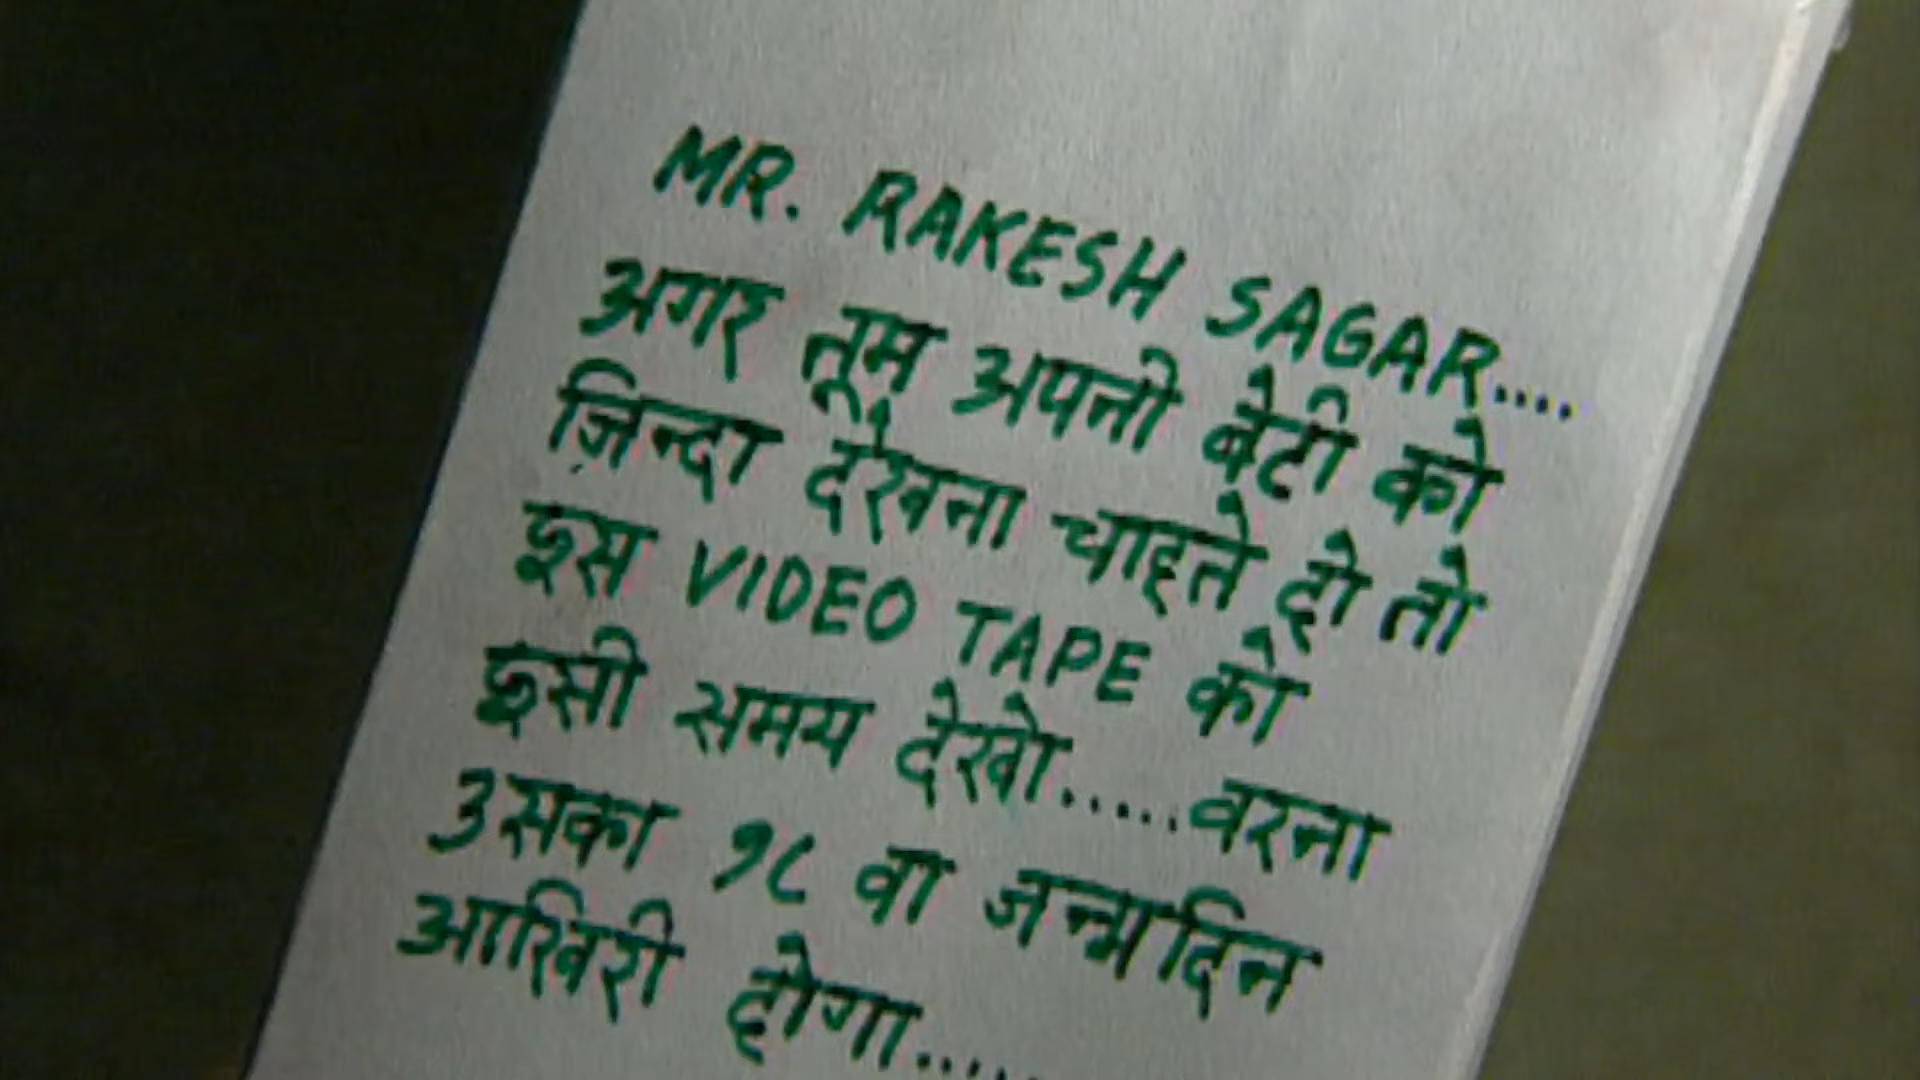 MR. RAKESH SAGAR....
अगर तूम अपनी बेटी को
ज़िन्दा देखना चाहते हो तो
इस VIDEO TAPE को
इसी समय देखो.....वरना
उसका १८ वा जन्मदिन
आखिरी होगा.....